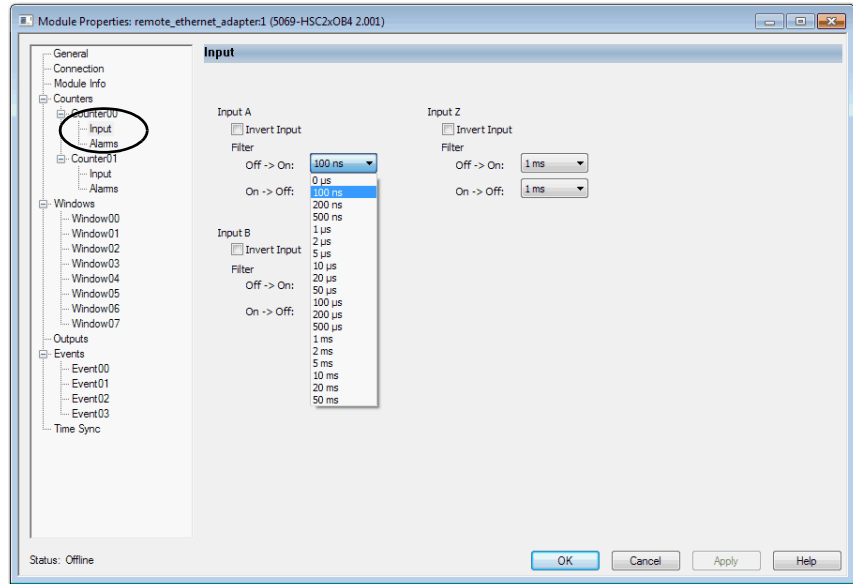 Module Properties: remote_ethernet_adapter:1 (5069-HSC2xOB4 2.001)
General
Connection
Module Info
Counters
Counter00
Input
Alarms
Counter01
Input
Alarms
Windows
Window00
Window01
Window02
Window03
Window04
Window05
Window06
Window07
Outputs
Events
Event00
Event01
Event02
Event03
Time Sync
Input
Input A
Invert Input
Filter
Off -> On: 100 ns
On -> Off:
0 µs
100 ns
200 ns
500 ns
1 µs
2 µs
5 µs
10 µs
20 µs
50 µs
100 µs
200 µs
500 µs
1 ms
2 ms
5 ms
10 ms
20 ms
50 ms
Input B
Invert Input
Filter
Off -> On:
On -> Off:
Input Z
Invert Input
Filter
Off -> On: 1 ms
On -> Off: 1 ms
Status: Offline
OK Cancel Apply Help